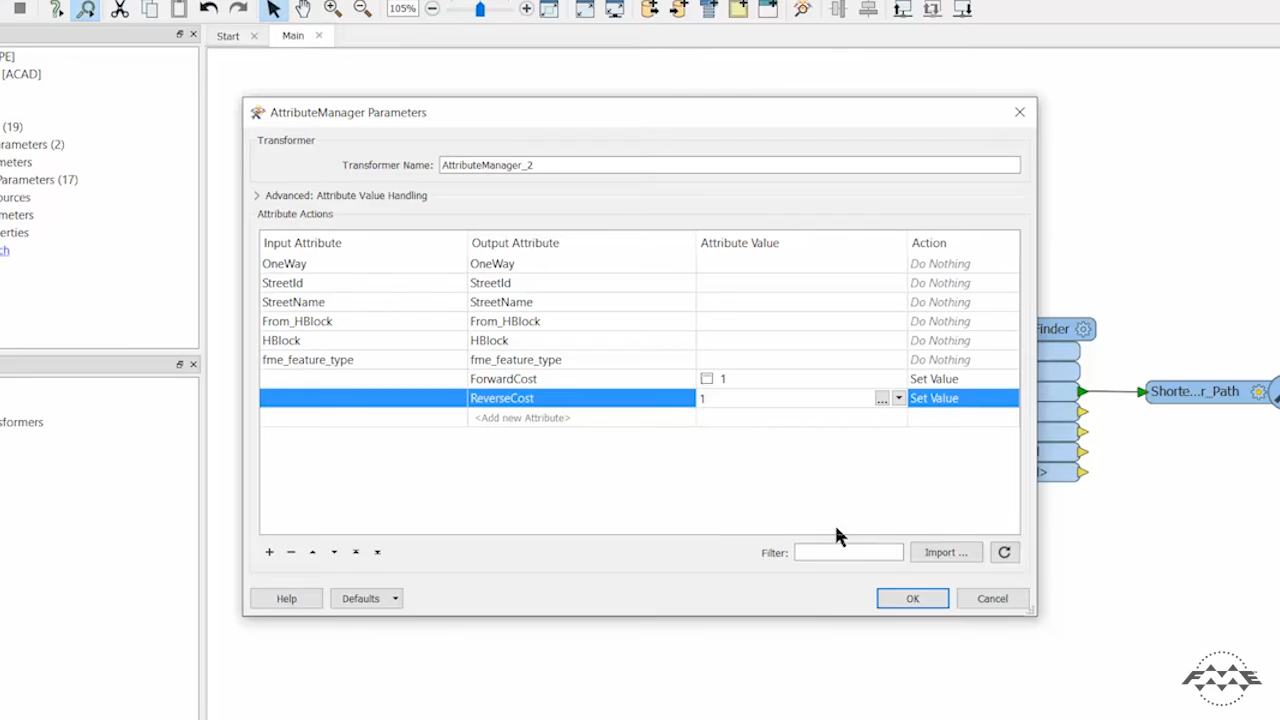 105%
Start
Main
PE]
[ACAD]
(19)
arameters (2)
meters
Parameters (17)
ources
meters
erties
ch
sformers
AttributeManager Parameters
Transformer
Transformer Name: AttributeManager_2
Advanced: Attribute Value Handling
Attribute Actions
Input Attribute Output Attribute Attribute Value Action
OneWay OneWay Do Nothing
StreetId StreetId Do Nothing
StreetName StreetName Do Nothing
From_HBlock From_HBlock Do Nothing
HBlock HBlock Do Nothing
fme_feature_type fme_feature_type Do Nothing
ForwardCost 1 Set Value
ReverseCost 1 ... Set Value
<Add new Attribute>
Filter: Import ...
Help Defaults OK Cancel
Finder
Shorte...r_Path
>
FME